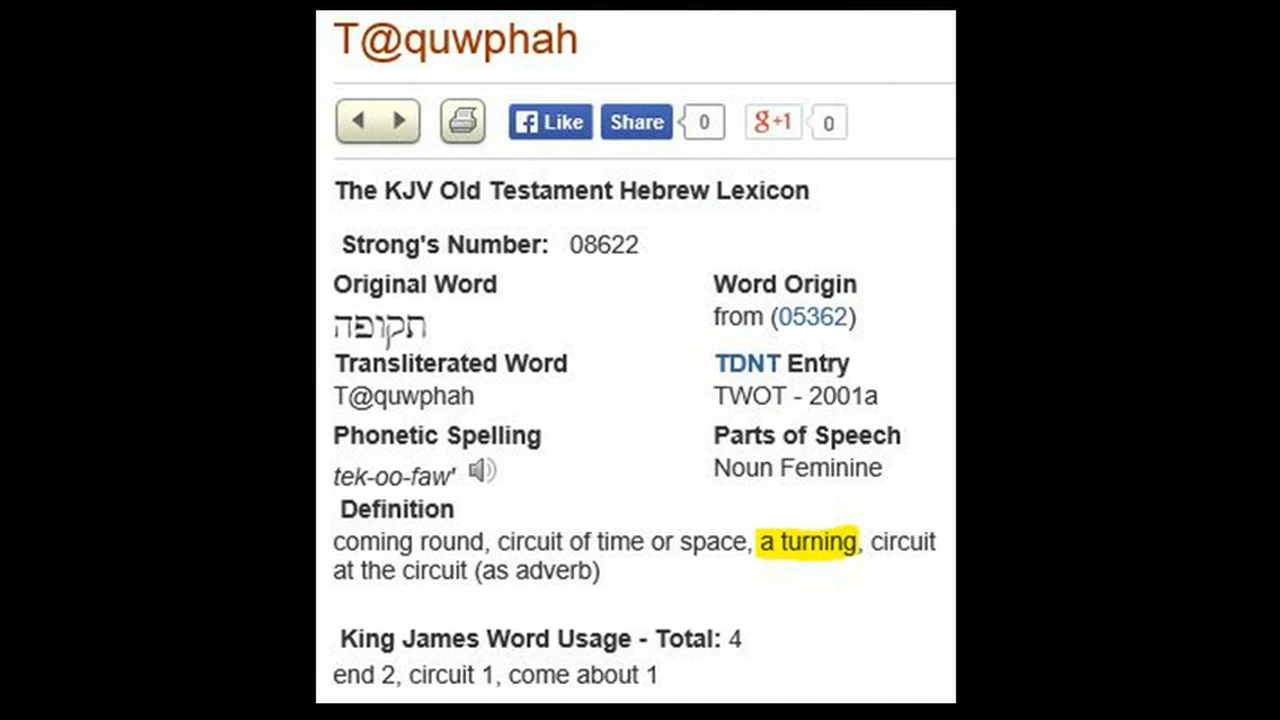 T@quwphah
Like Share 0 g+1 0
The KJV Old Testament Hebrew Lexicon
Strong's Number: 08622
Original Word Word Origin
תקופה from (05362)
Transliterated Word TDNT Entry
T@quwphah TWOT - 2001a
Phonetic Spelling Parts of Speech
tek-oo-faw' Noun Feminine
Definition
coming round, circuit of time or space, a turning, circuit
at the circuit (as adverb)
King James Word Usage - Total: 4
end 2, circuit 1, come about 1